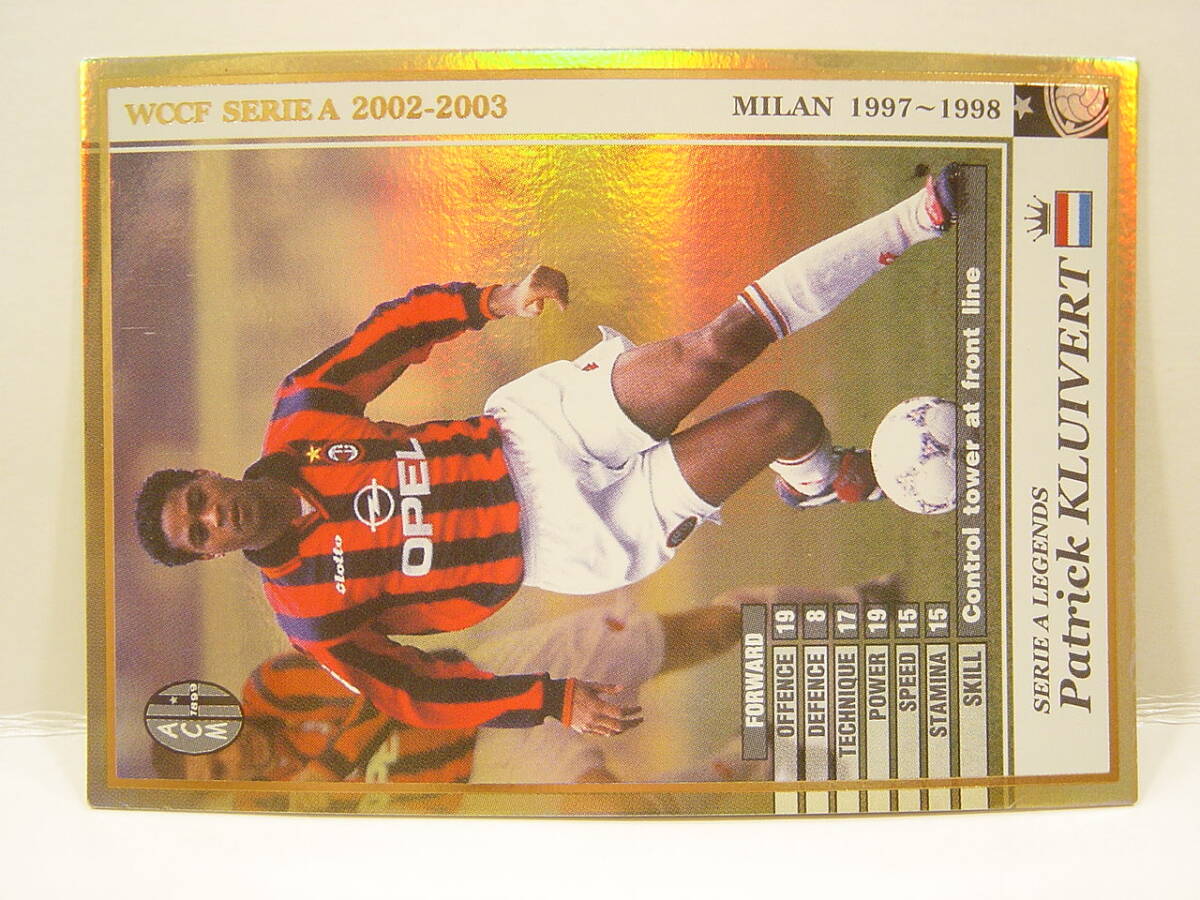 WCCF SERIE A 2002-2003
MILAN 1997~1998
SERIE A LEGENDS
Patrick KLUIVERT
OPEL
Giotto
ACM
1899
FORWARD
OFFENCE 19
DEFENCE 8
TECHNIQUE 17
POWER 19
SPEED 15
STAMINA 15
SKILL Control tower at front line